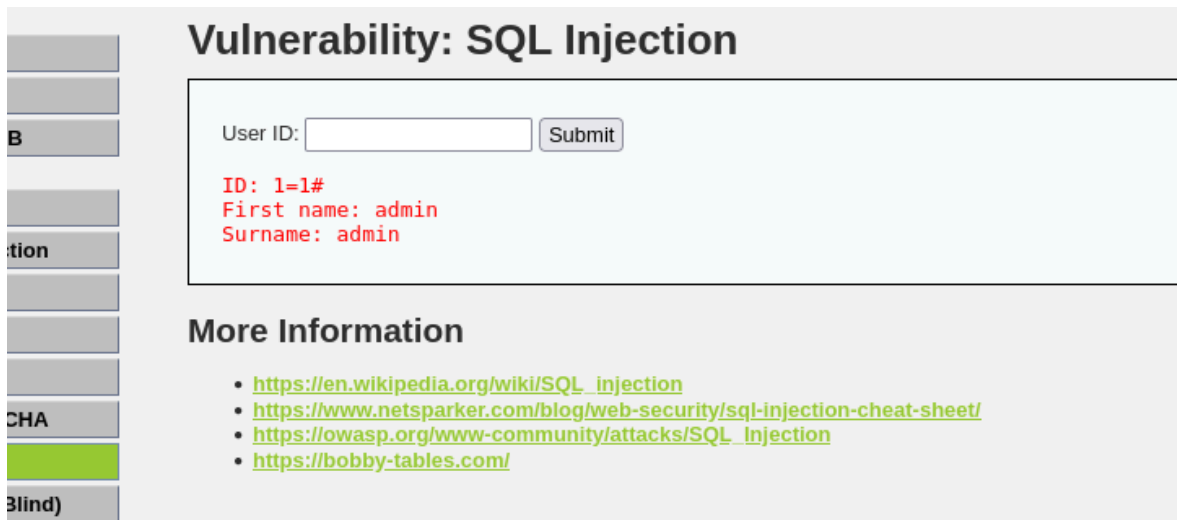 Vulnerability: SQL Injection
B
ction
CHA
Blind)
User ID:
Submit
ID: 1=1#
First name: admin
Surname: admin
More Information
https://en.wikipedia.org/wiki/SQL_injection
https://www.netsparker.com/blog/web-security/sql-injection-cheat-sheet/
https://owasp.org/www-community/attacks/SQL_Injection
https://bobby-tables.com/